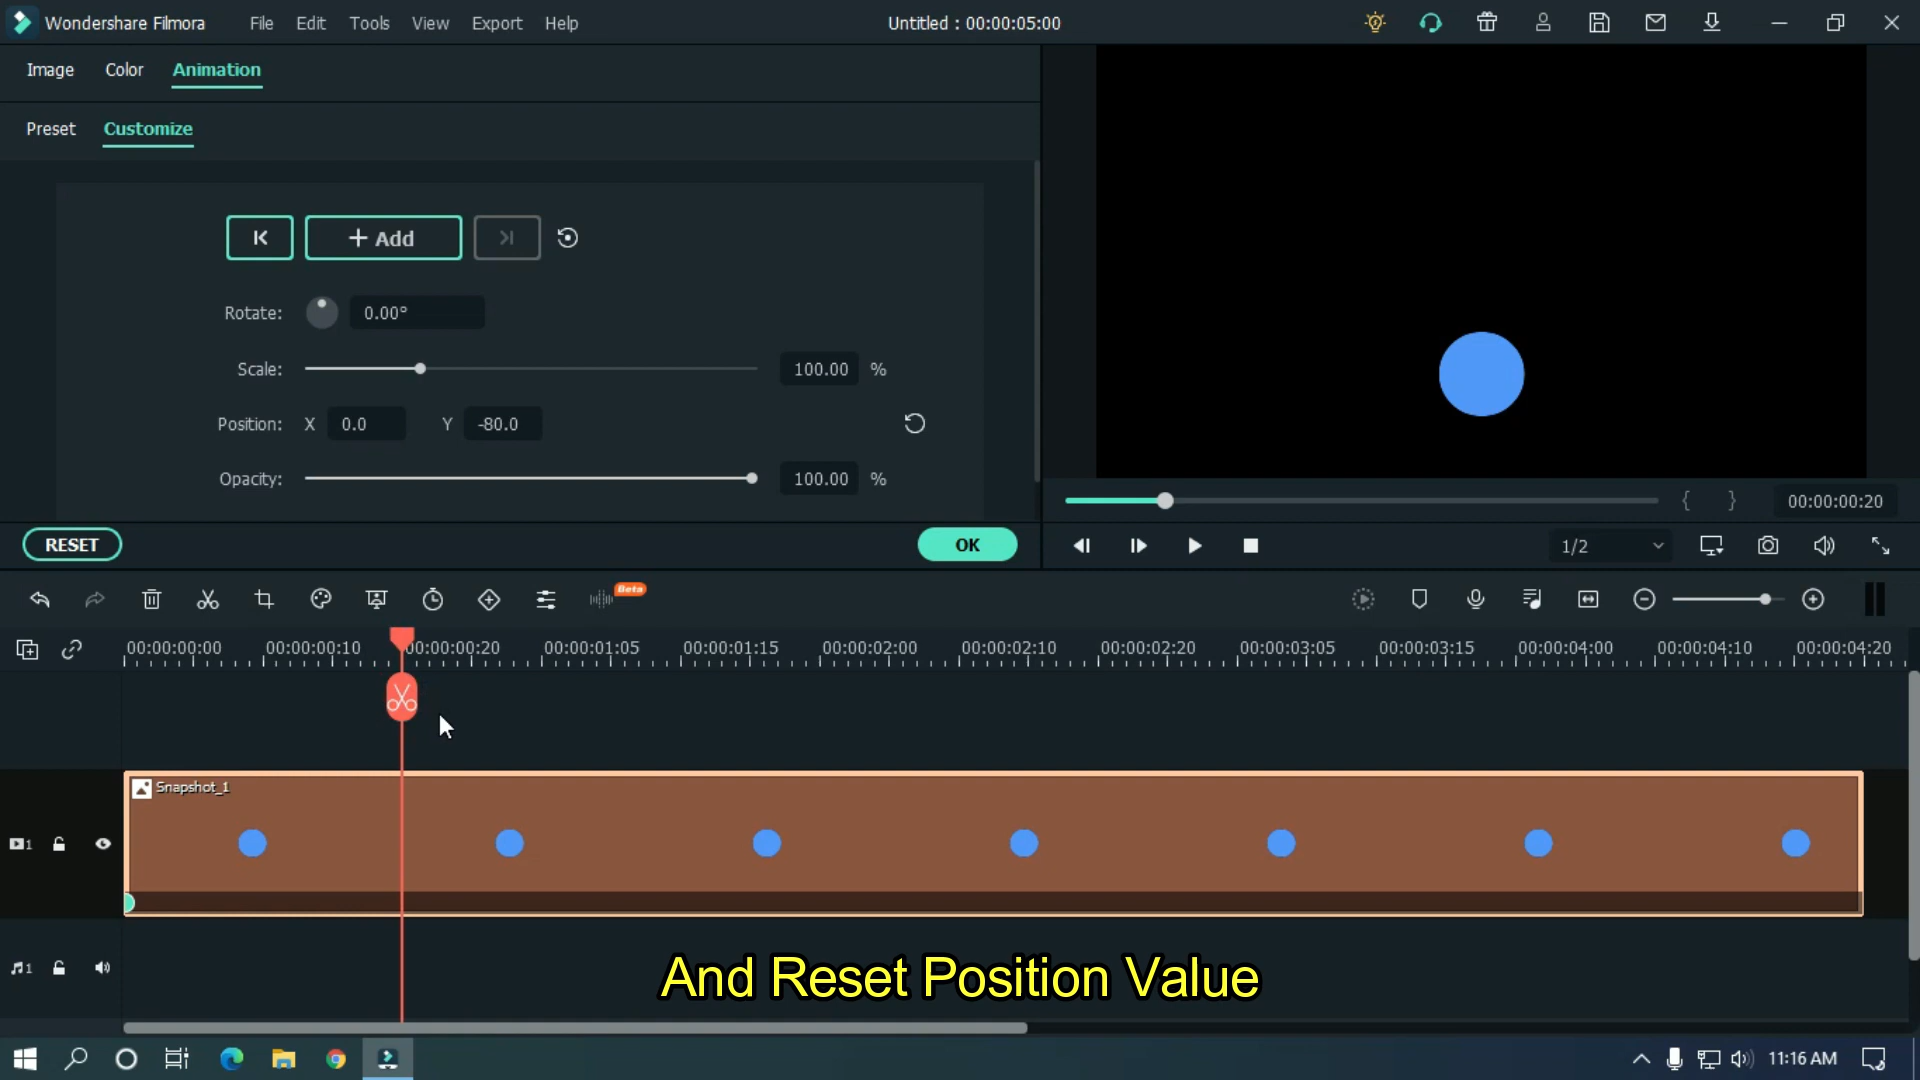 Wondershare Filmora File Edit Tools View Export Help Untitled : 00:00:05:00
Image Color Animation
Preset Customize
+ Add
Rotate: 0.00°
Scale: 100.00 %
Position: X 0.0 Y -80.0
Opacity: 100.00 %
{ } 00:00:00:20
RESET OK
1/2
Beta
00:00:00:00 00:00:00:10 00:00:00:20 00:00:01:05 00:00:01:15 00:00:02:00 00:00:02:10 00:00:02:20 00:00:03:05 00:00:03:15 00:00:04:00 00:00:04:10 00:00:04:20
Snapshot_1
1
1
And Reset Position Value
11:16 AM